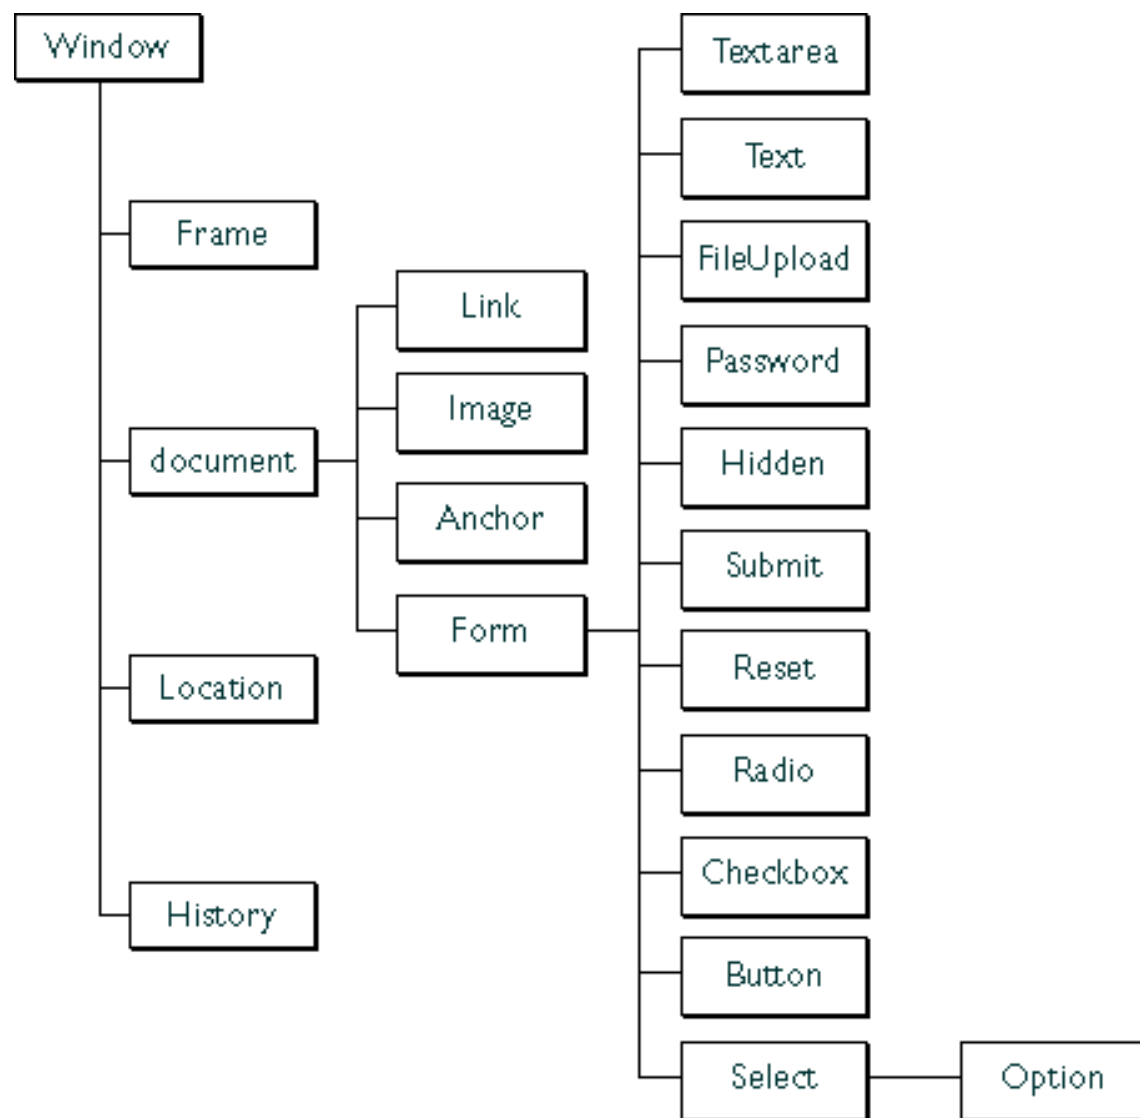 Window
Frame
document
Location
History
Link
Image
Anchor
Form
Textarea
Text
FileUpload
Password
Hidden
Submit
Reset
Radio
Checkbox
Button
Select
Option